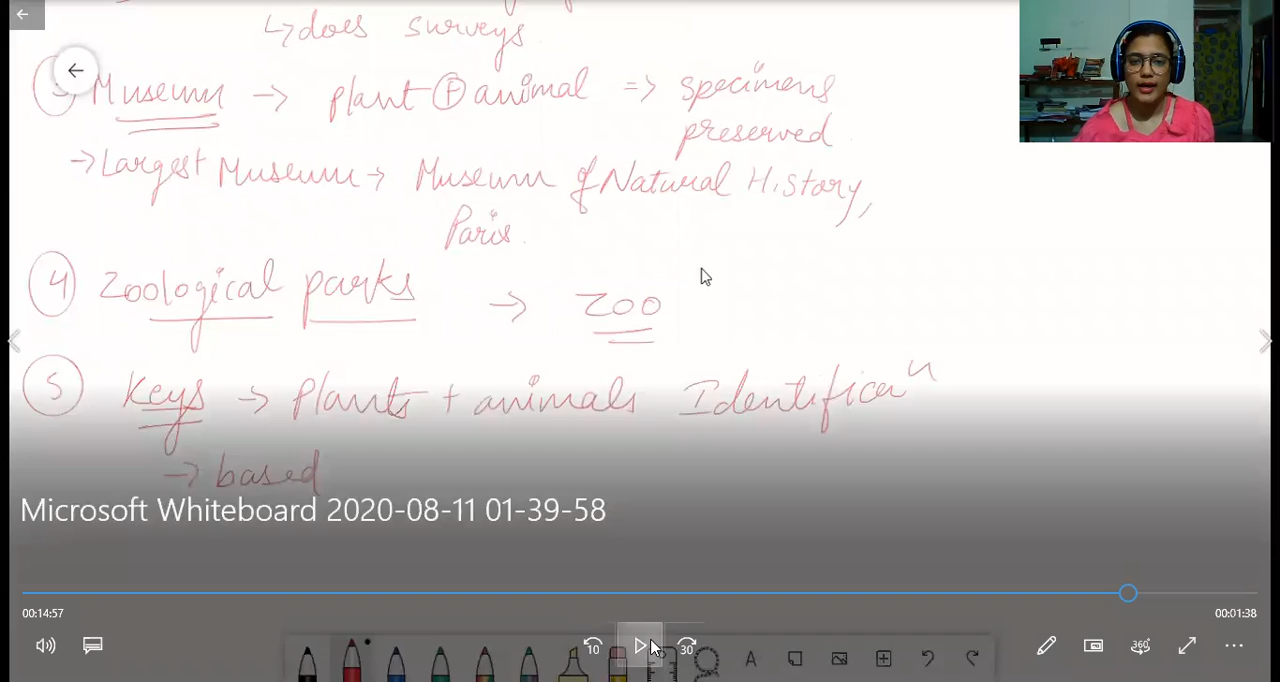 ↳ does surveys
③ Museum → plant ⊕ animal => specimens
preserved.
→ Largest Museum → Museum of Natural History,
Paris.
④ Zoological parks → Zoo
⑤ Keys → Plants + animals Identificaⁿ
→ based
Microsoft Whiteboard 2020-08-11 01-39-58
00:14:57
00:01:38
10
30
360°
A